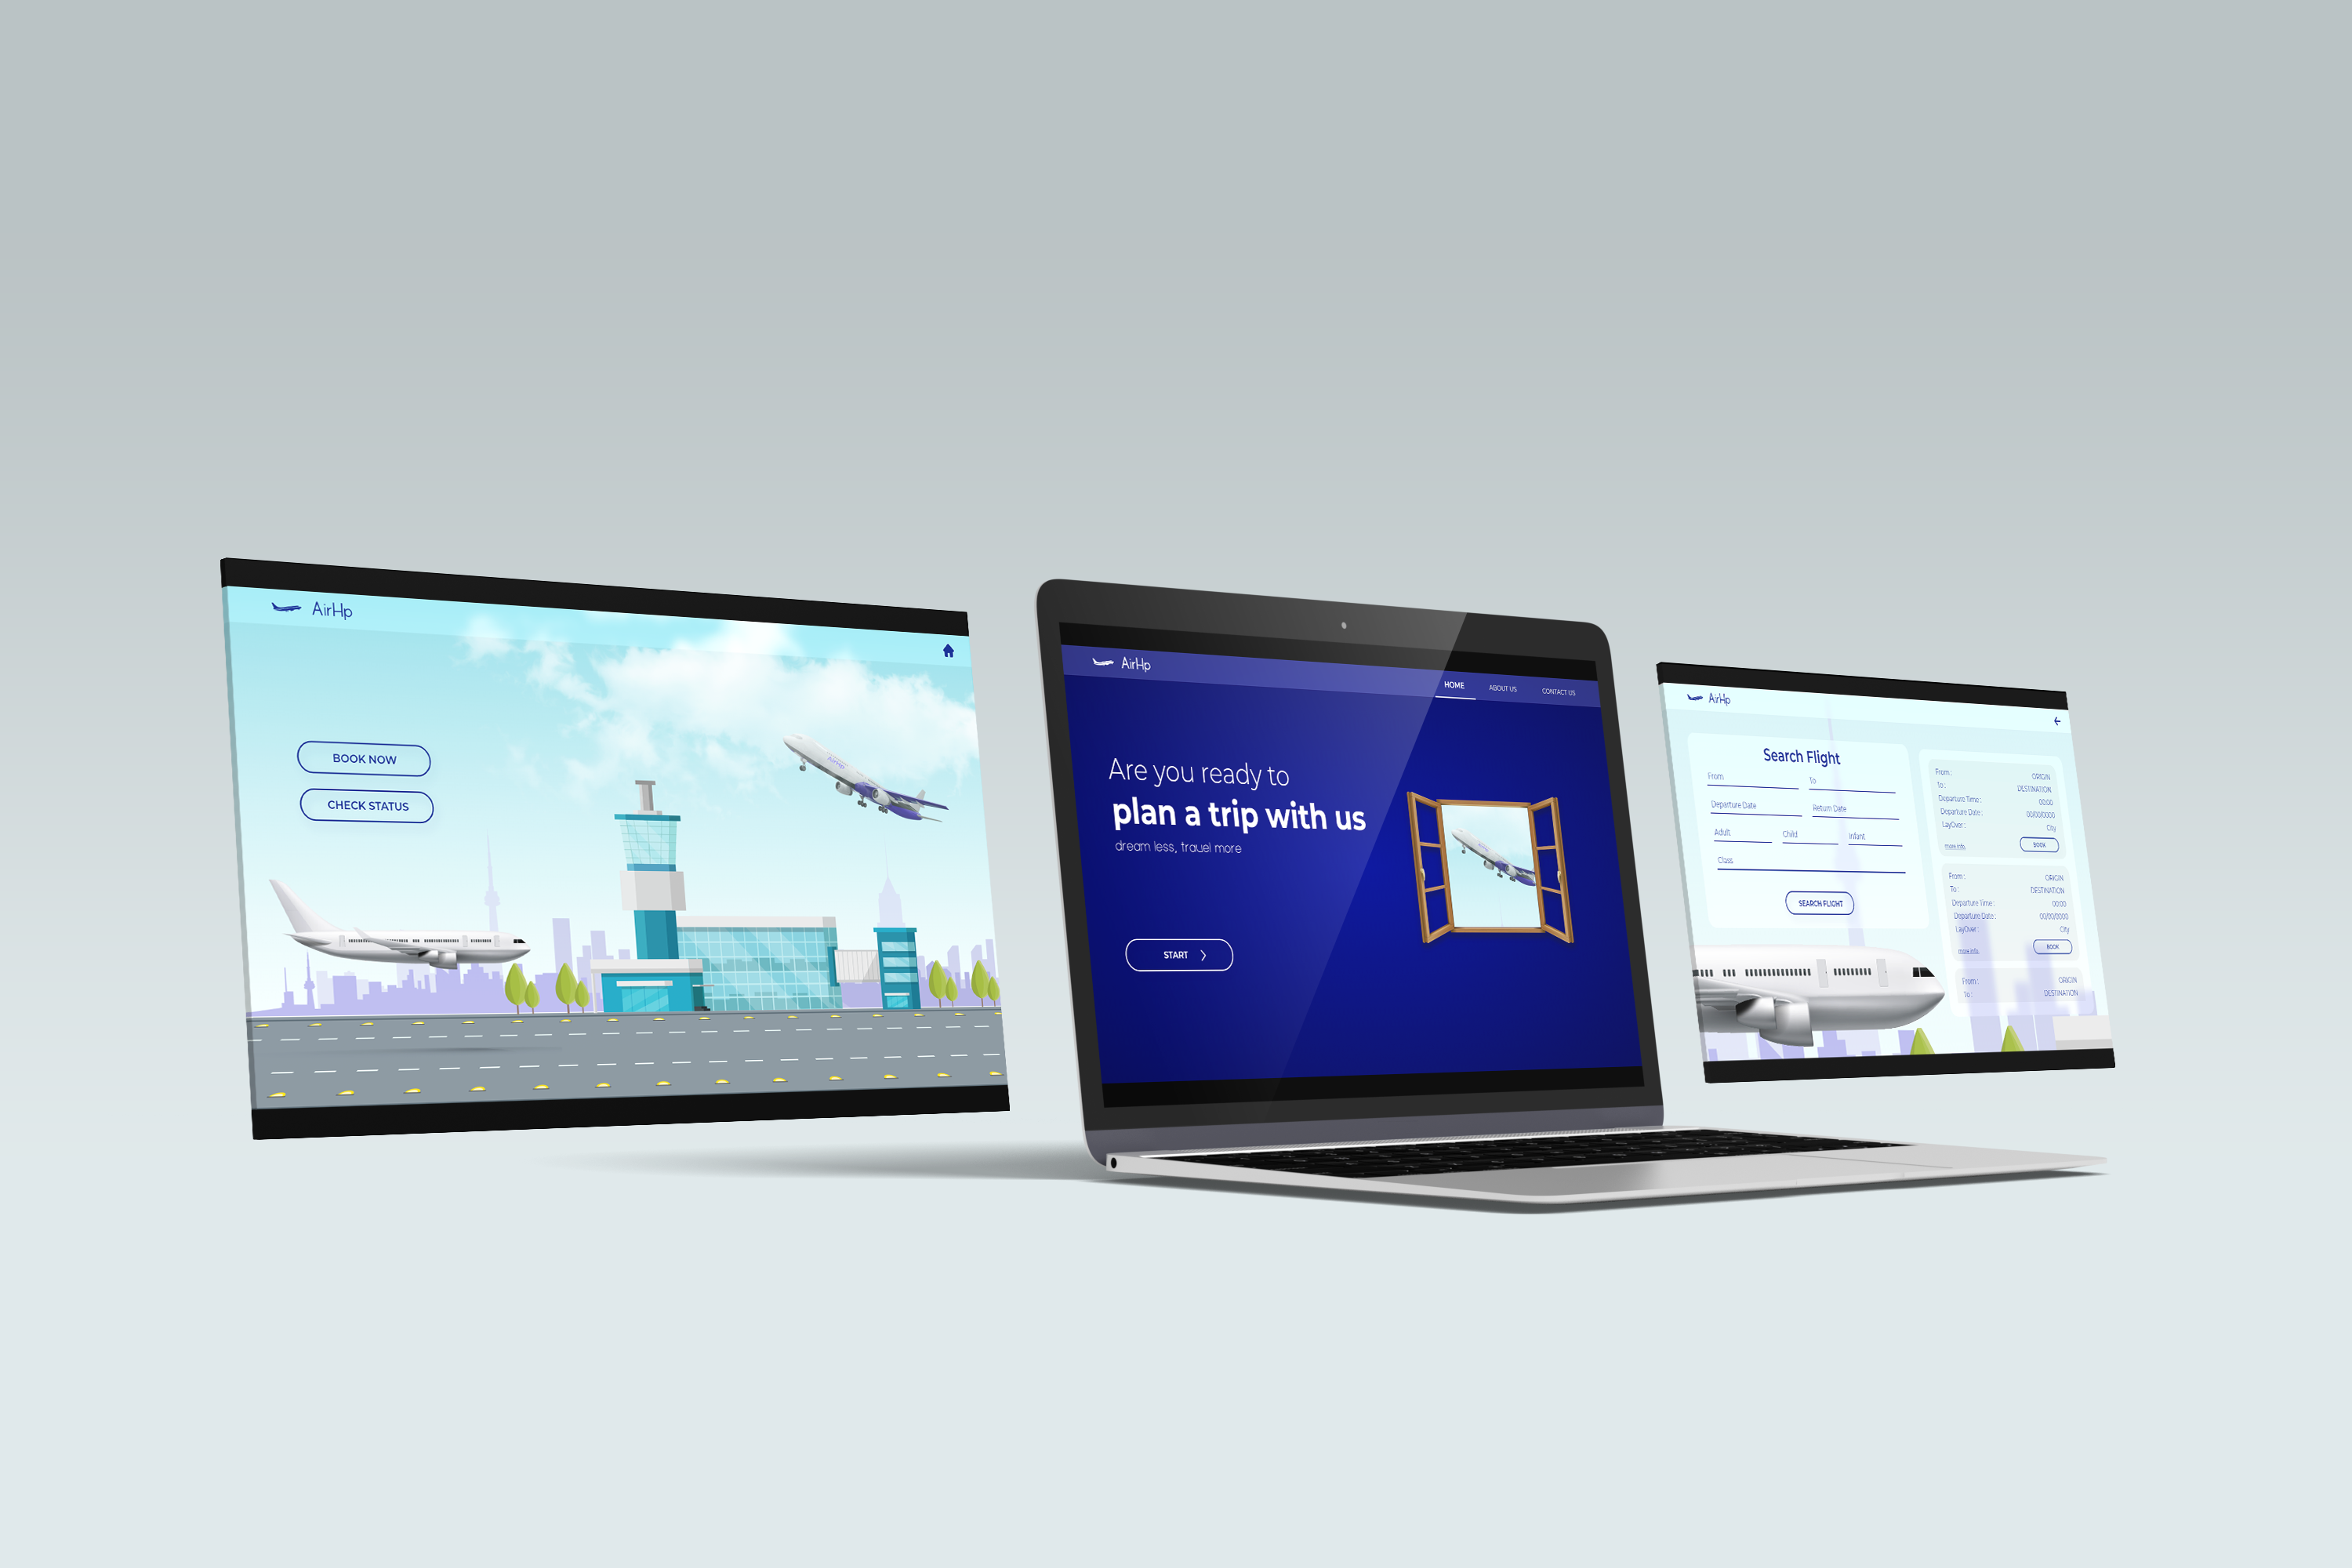 AirHp
BOOK NOW
CHECK STATUS
AirHp
HOME ABOUT US CONTACT US
Are you ready to
plan a trip with us
dream less, travel more
START
AirHp
Search Flight
From To
Departure Date Return Date
Adult Child Infant
Class
SEARCH FLIGHT
From : ORIGIN
To : DESTINATION
Departure Time : 00:00
Departure Date : 00/00/0000
LayOver : City
more info. BOOK
From : ORIGIN
To : DESTINATION
Departure Time : 00:00
Departure Date : 00/00/0000
LayOver : City
more info. BOOK
From : ORIGIN
To : DESTINATION